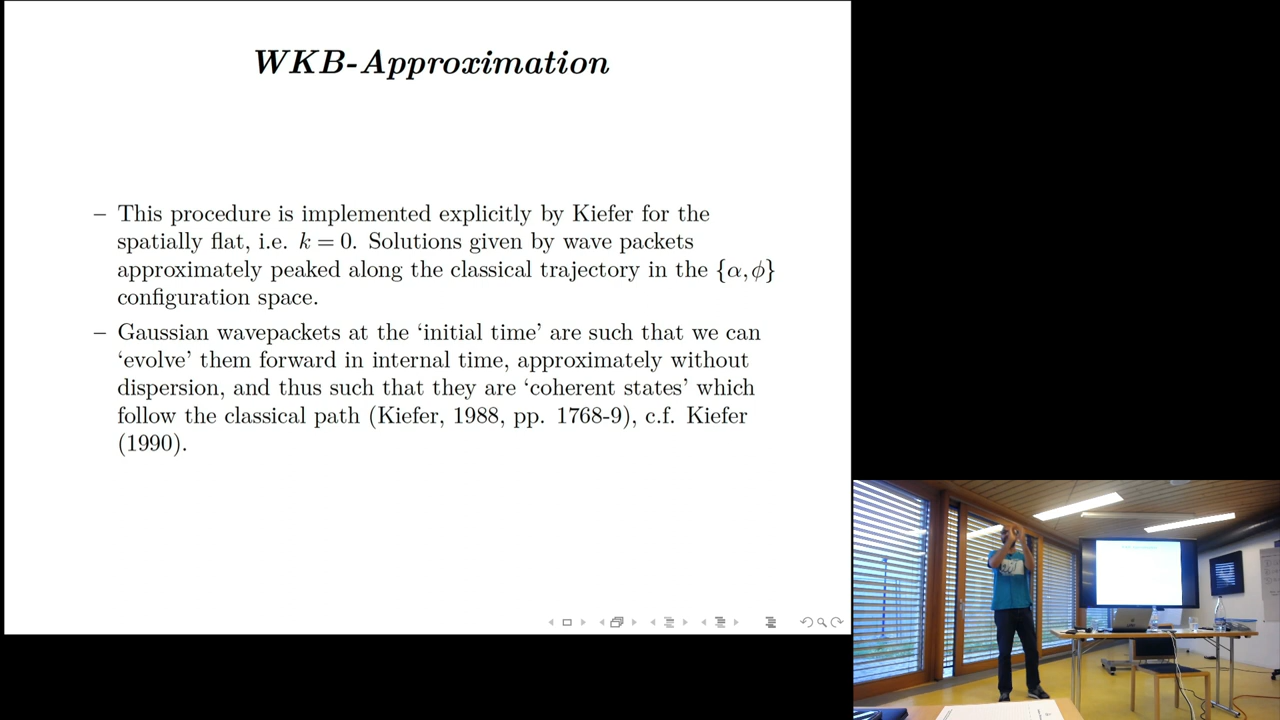 WKB-Approximation
– This procedure is implemented explicitly by Kiefer for the
spatially flat, i.e. k = 0. Solutions given by wave packets
approximately peaked along the classical trajectory in the {α, ϕ}
configuration space.
– Gaussian wavepackets at the ‘initial time’ are such that we can
‘evolve’ them forward in internal time, approximately without
dispersion, and thus such that they are ‘coherent states’ which
follow the classical path (Kiefer, 1988, pp. 1768-9), c.f. Kiefer
(1990).